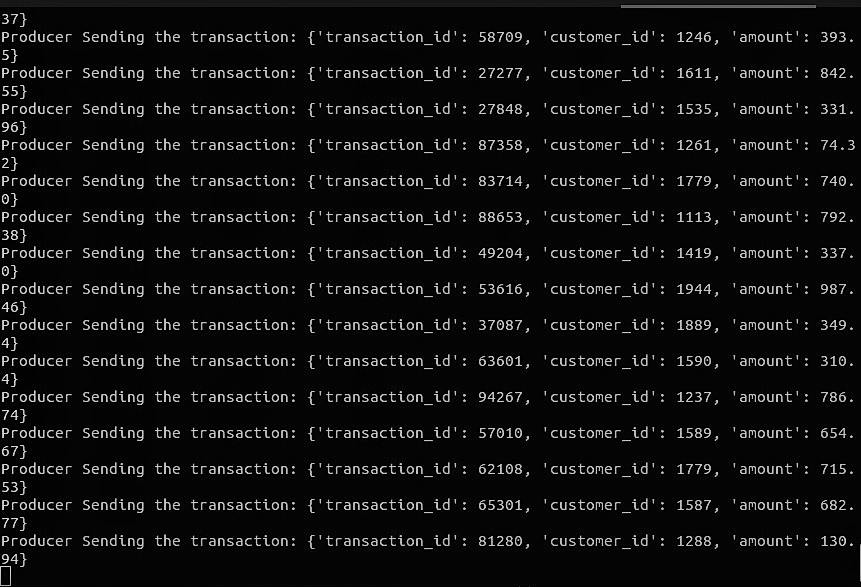 37}
Producer Sending the transaction: {'transaction_id': 58709, 'customer_id': 1246, 'amount': 393.
5}
Producer Sending the transaction: {'transaction_id': 27277, 'customer_id': 1611, 'amount': 842.
55}
Producer Sending the transaction: {'transaction_id': 27848, 'customer_id': 1535, 'amount': 331.
96}
Producer Sending the transaction: {'transaction_id': 87358, 'customer_id': 1261, 'amount': 74.3
2}
Producer Sending the transaction: {'transaction_id': 83714, 'customer_id': 1779, 'amount': 740.
0}
Producer Sending the transaction: {'transaction_id': 88653, 'customer_id': 1113, 'amount': 792.
38}
Producer Sending the transaction: {'transaction_id': 49204, 'customer_id': 1419, 'amount': 337.
0}
Producer Sending the transaction: {'transaction_id': 53616, 'customer_id': 1944, 'amount': 987.
46}
Producer Sending the transaction: {'transaction_id': 37087, 'customer_id': 1889, 'amount': 349.
4}
Producer Sending the transaction: {'transaction_id': 63601, 'customer_id': 1590, 'amount': 310.
4}
Producer Sending the transaction: {'transaction_id': 94267, 'customer_id': 1237, 'amount': 786.
74}
Producer Sending the transaction: {'transaction_id': 57010, 'customer_id': 1589, 'amount': 654.
67}
Producer Sending the transaction: {'transaction_id': 62108, 'customer_id': 1779, 'amount': 715.
53}
Producer Sending the transaction: {'transaction_id': 65301, 'customer_id': 1587, 'amount': 682.
77}
Producer Sending the transaction: {'transaction_id': 81280, 'customer_id': 1288, 'amount': 130.
94}